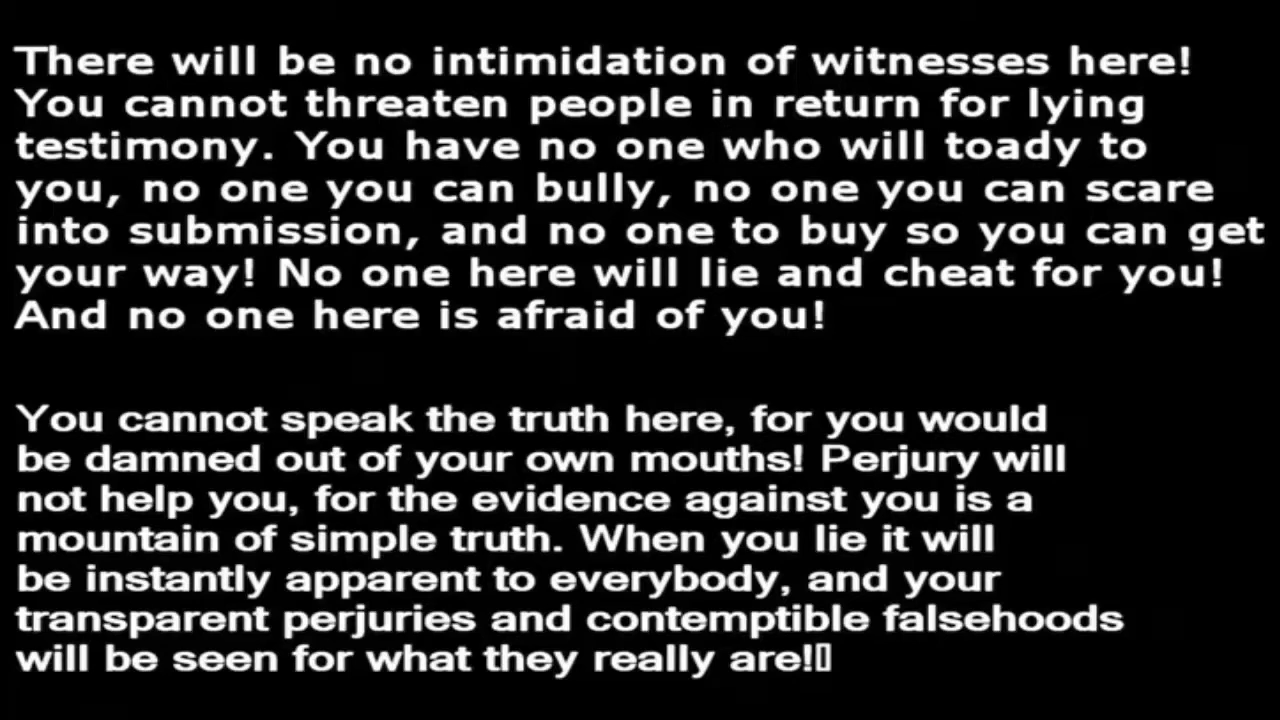 There will be no intimidation of witnesses here!
You cannot threaten people in return for lying
testimony. You have no one who will toady to
you, no one you can bully, no one you can scare
into submission, and no one to buy so you can get
your way! No one here will lie and cheat for you!
And no one here is afraid of you!
You cannot speak the truth here, for you would
be damned out of your own mouths! Perjury will
not help you, for the evidence against you is a
mountain of simple truth. When you lie it will
be instantly apparent to everybody, and your
transparent perjuries and contemptible falsehoods
will be seen for what they really are!